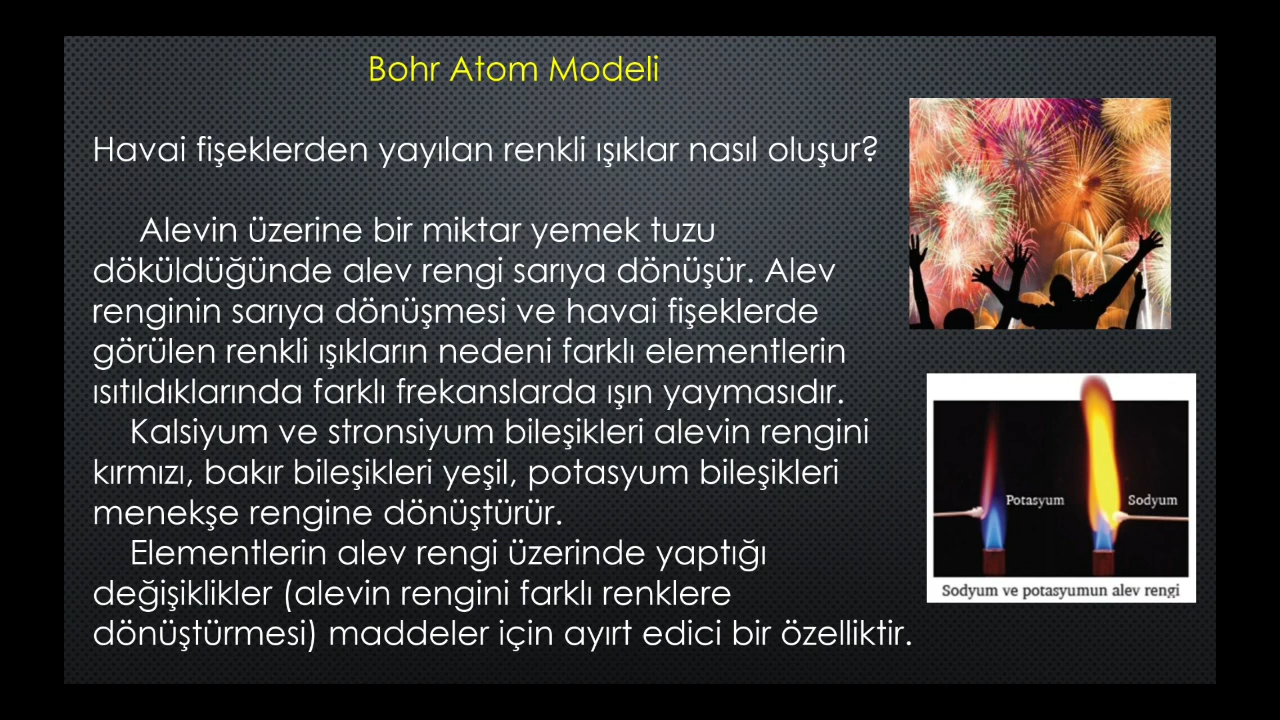 Bohr Atom Modeli
Havai fişeklerden yayılan renkli ışıklar nasıl oluşur?
Alevin üzerine bir miktar yemek tuzu
döküldüğünde alev rengi sarıya dönüşür. Alev
renginin sarıya dönüşmesi ve havai fişeklerde
görülen renkli ışıkların nedeni farklı elementlerin
ısıtıldıklarında farklı frekanslarda ışın yaymasıdır.
Kalsiyum ve stronsiyum bileşikleri alevin rengini
kırmızı, bakır bileşikleri yeşil, potasyum bileşikleri
menekşe rengine dönüştürür.
Elementlerin alev rengi üzerinde yaptığı
değişiklikler (alevin rengini farklı renklere
dönüştürmesi) maddeler için ayırt edici bir özelliktir.
Potasyum
Sodyum
Sodyum ve potasyumun alev rengi